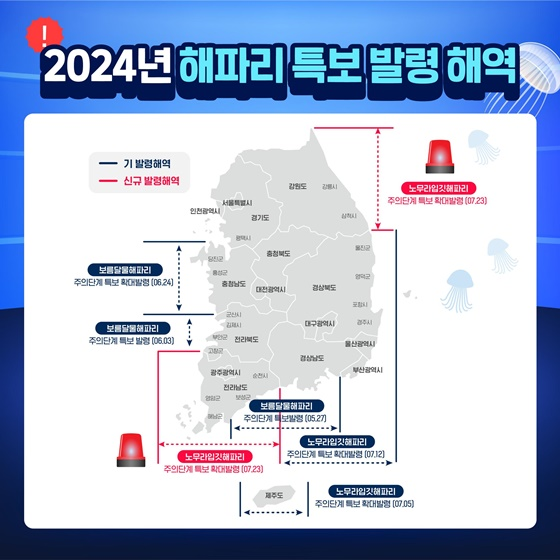 !
2024년 해파리 특보 발령 해역
기 발령해역
신규 발령해역
노무라입깃해파리
주의단계 특보 확대발령 (07.23)
강원도
강릉시
서울특별시
인천광역시
경기도
삼척시
평택시
울진군
당진군
충청북도
보름달물해파리
주의단계 특보 확대발령 (06.24)
홍성군
충청남도
대전광역시
경상북도
영덕군
포항시
군산시
보름달물해파리
주의단계 특보 발령 (06.03)
김제시
대구광역시
경주시
부안군
전라북도
울산광역시
고창군
경상남도
부산광역시
광주광역시
순천시
전라남도
영암군
보성군
해남군
보름달물해파리
주의단계 특보발령 (05.27)
노무라입깃해파리
주의단계 특보 확대발령 (07.12)
노무라입깃해파리
주의단계 특보 확대발령 (07.23)
제주도
노무라입깃해파리
주의단계 특보 확대발령 (07.05)